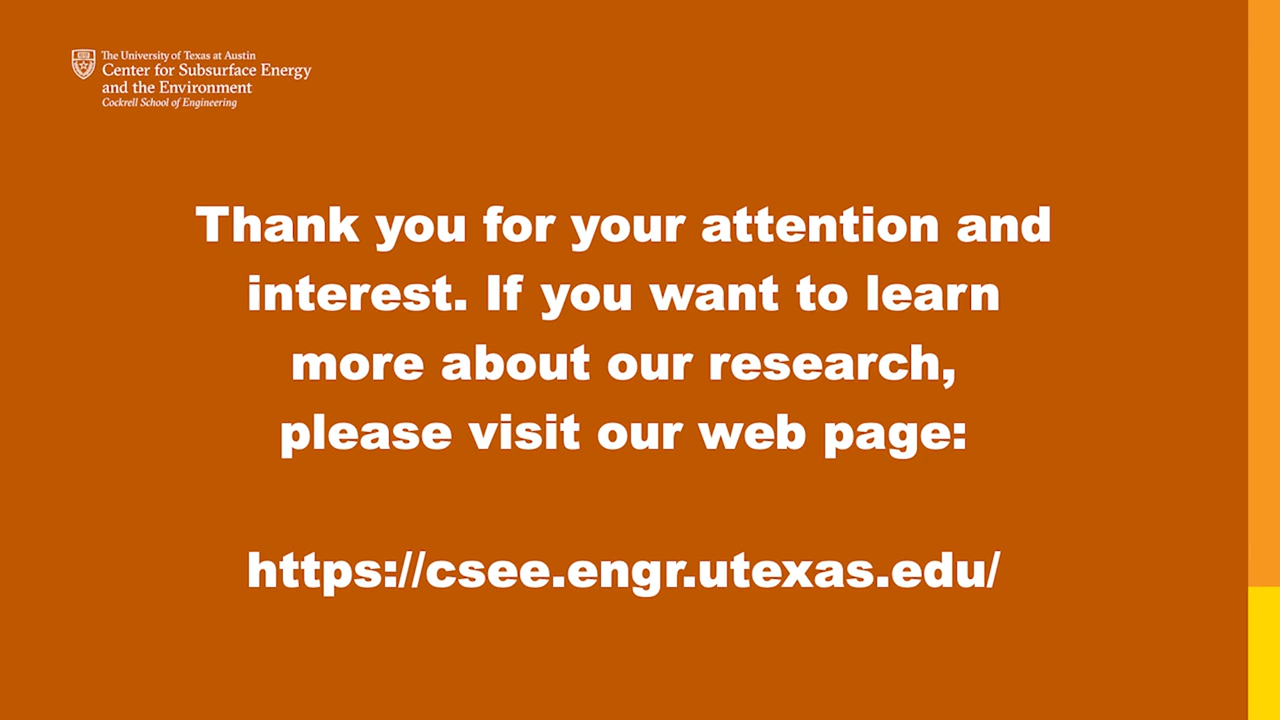 The University of Texas at Austin
Center for Subsurface Energy
and the Environment
Cockrell School of Engineering
Thank you for your attention and
interest. If you want to learn
more about our research,
please visit our web page:
https://csee.engr.utexas.edu/